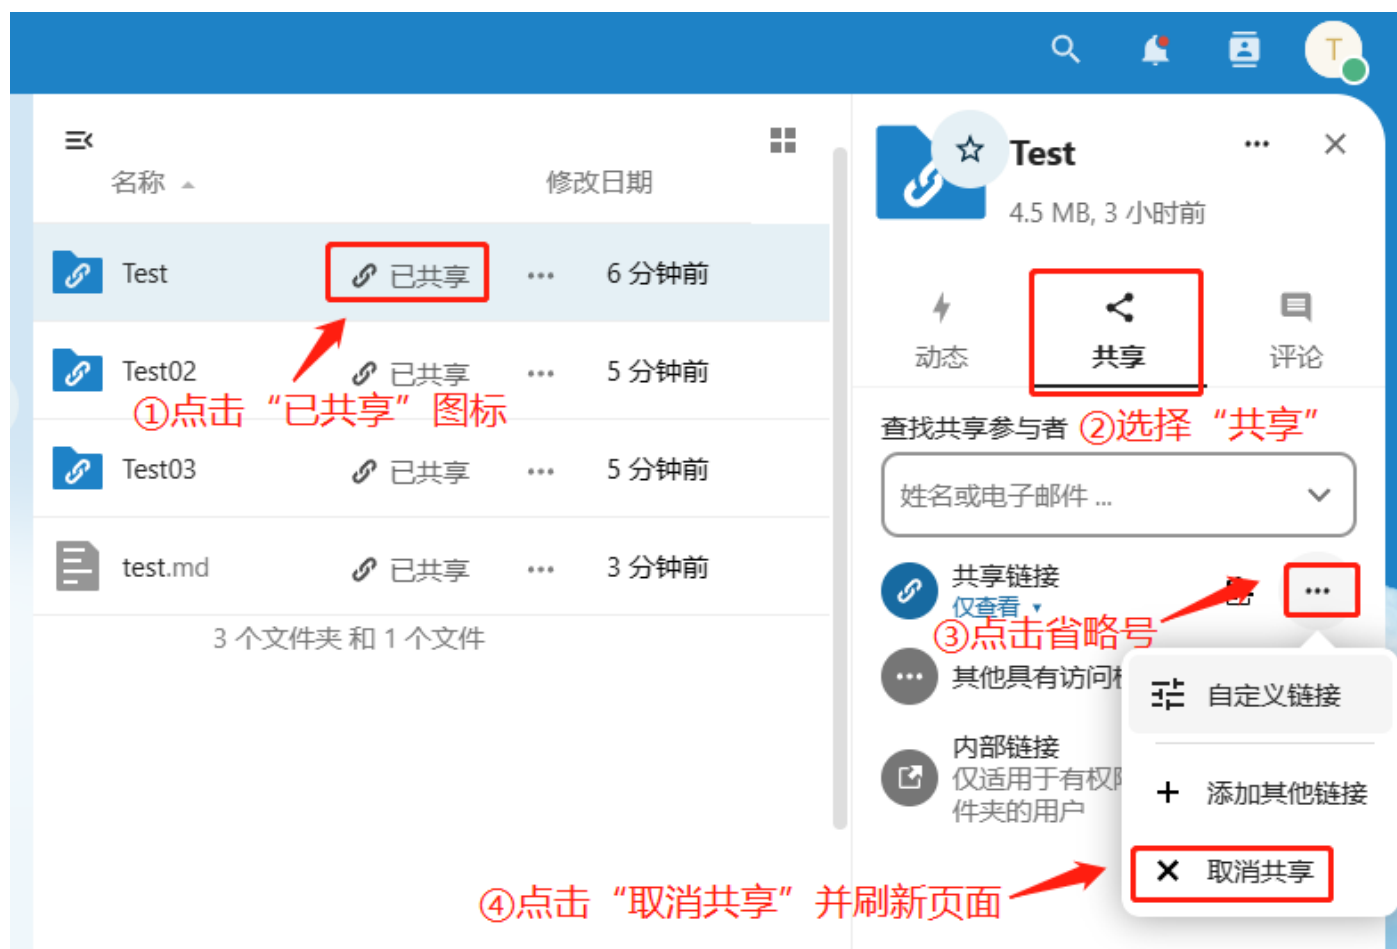 T
名称
修改日期
Test
已共享
6 分钟前
Test02
已共享
5 分钟前
①点击“已共享”图标
Test03
已共享
5 分钟前
test.md
已共享
3 分钟前
3 个文件夹 和 1 个文件
Test
4.5 MB, 3 小时前
动态
共享
评论
查找共享参与者
②选择“共享”
姓名或电子邮件 ...
共享链接
仅查看
③点击省略号
其他具有访问
自定义链接
内部链接
仅适用于有权
件夹的用户
添加其他链接
取消共享
④点击“取消共享”并刷新页面